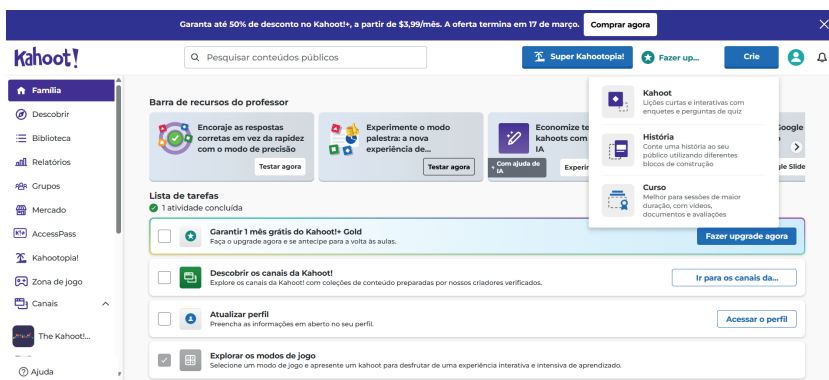 Garanta até 50% de desconto no Kahoot!+, a partir de $3,99/mês. A oferta termina em 17 de março.
Comprar agora
Kahoot!
Pesquisar conteúdos públicos
Super Kahootopia!
Fazer up...
Crie
Família
Descobrir
Biblioteca
Relatórios
Grupos
Mercado
AccessPass
Kahootopia!
Zona de jogo
Canais
The Kahoot!...
Ajuda
Barra de recursos do professor
Encoraje as respostas
corretas em vez da rapidez
com o modo de precisão
Testar agora
Experimente o modo
palestra: a nova
experiência de...
Testar agora
Economize te
kahoots com
IA
Com ajuda de
IA
Experir
Google
gle Slide
Kahoot
Lições curtas e interativas com
enquetes e perguntas de quiz
História
Conte uma história ao seu
público utilizando diferentes
blocos de construção
Curso
Melhor para sessões de maior
duração, com vídeos,
documentos e avaliações
Lista de tarefas
1 atividade concluída
Garantir 1 mês grátis do Kahoot!+ Gold
Faça o upgrade agora e se antecipe para a volta às aulas.
Fazer upgrade agora
Descobrir os canais da Kahoot!
Explore os canais da Kahoot! com coleções de conteúdo preparadas por nossos criadores verificados.
Ir para os canais da...
Atualizar perfil
Preencha as informações em aberto no seu perfil.
Acessar o perfil
Explorar os modos de jogo
Selecione um modo de jogo e apresente um kahoot para desfrutar de uma experiência interativa e intensiva de aprendizado.